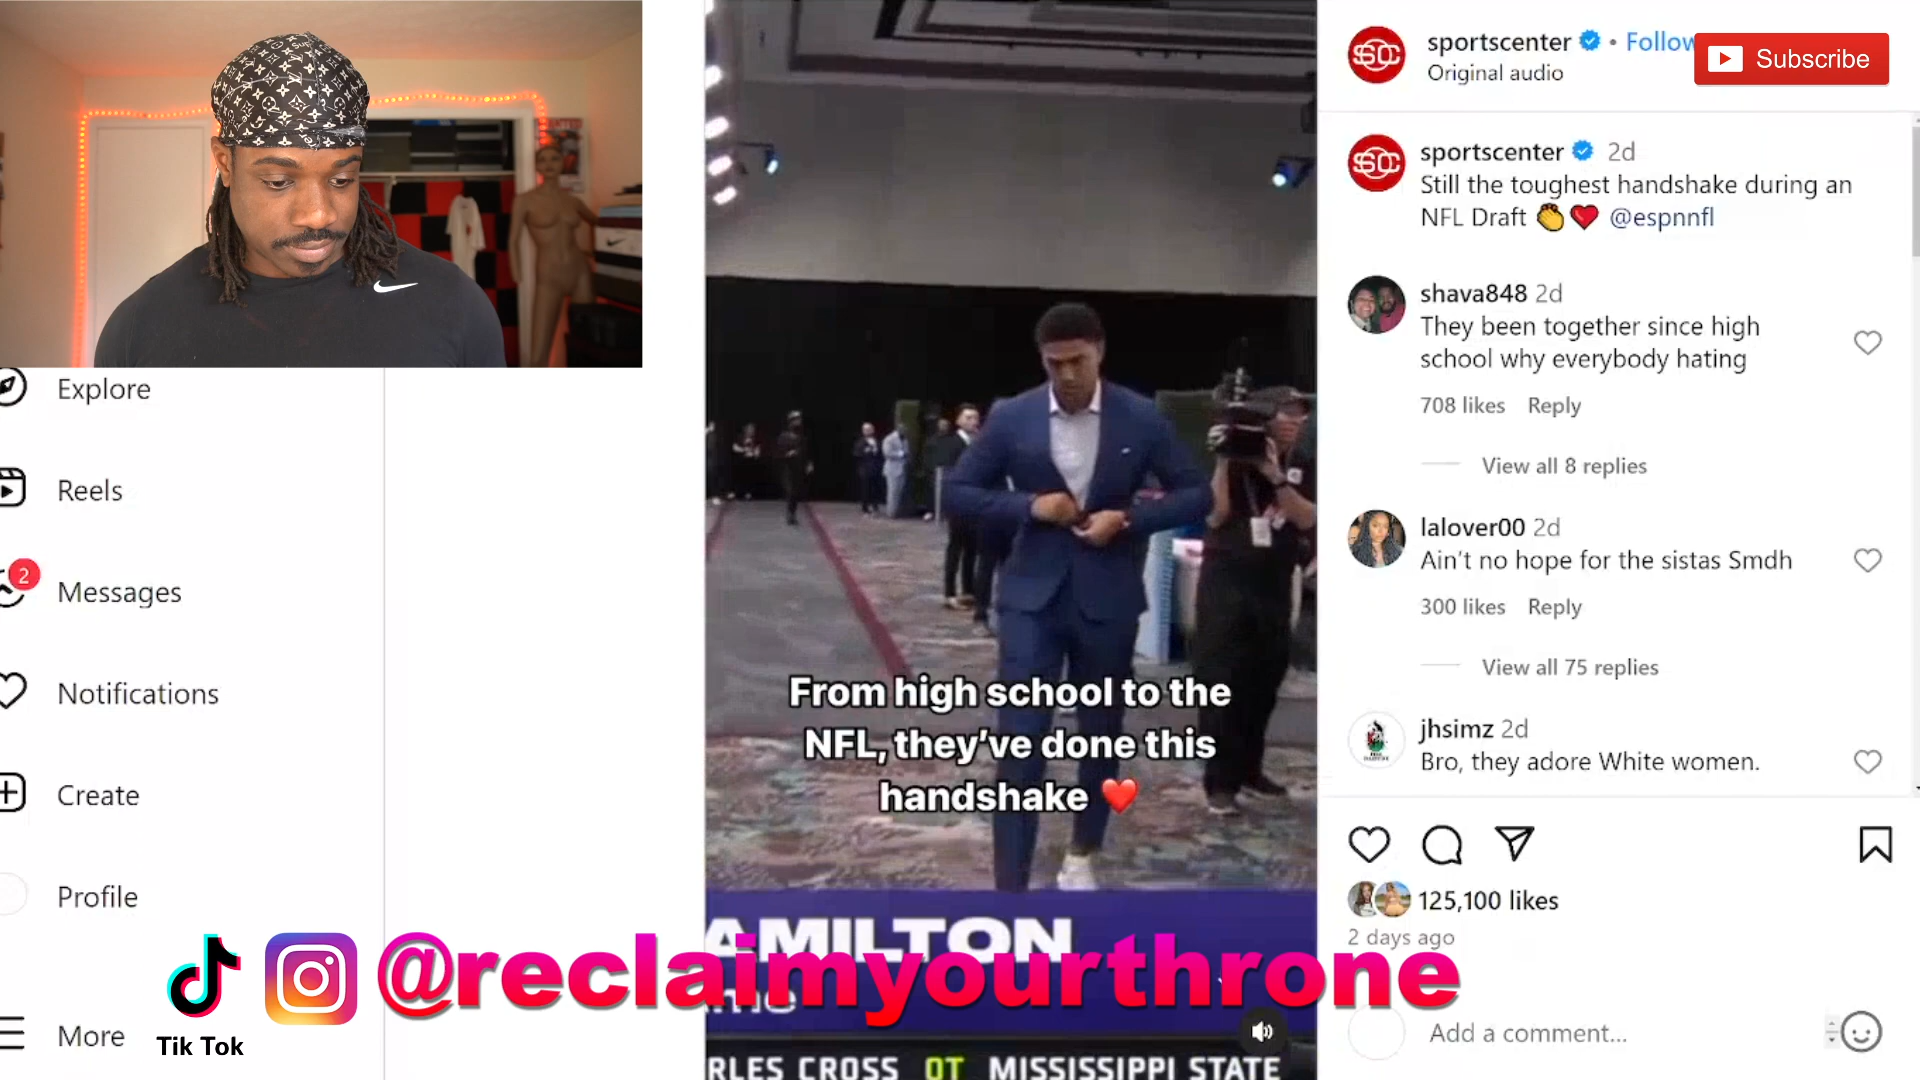 sportscenter • Follow
Original audio
Subscribe
sportscenter 2d
Still the toughest handshake during an
NFL Draft 👏❤️ @espnnfl
shava848 2d
They been together since high
school why everybody hating
708 likes Reply
View all 8 replies
lalover00 2d
Ain't no hope for the sistas Smdh
300 likes Reply
View all 75 replies
jhsimz 2d
Bro, they adore White women.
125,100 likes
2 days ago
Add a comment...
Explore
Reels
2
Messages
Notifications
Create
Profile
More
Tik Tok
@reclaimyourthrone
From high school to the
NFL, they've done this
handshake ❤️
AMILTON
RLES CROSS OT MISSISSIPPI STATE